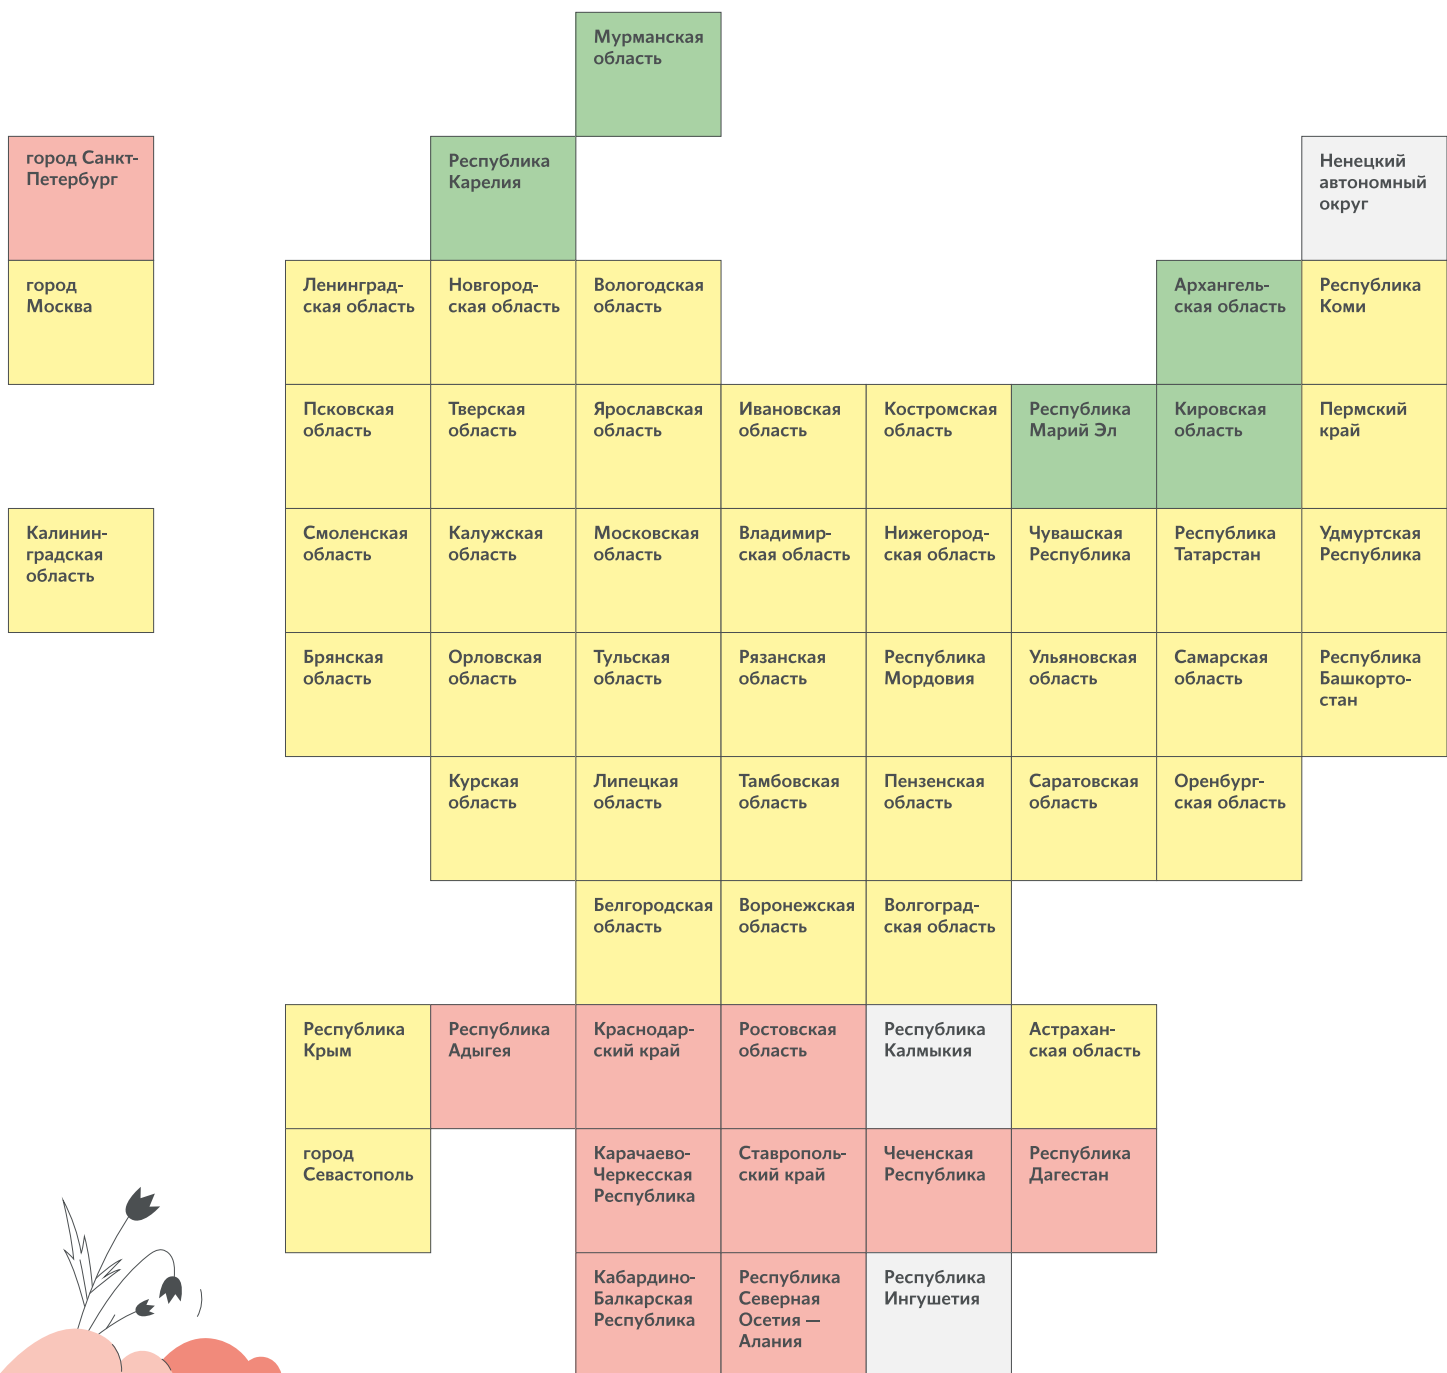 Мурманская
область
город Санкт-
Петербург
Республика
Карелия
Ненецкий
автономный
округ
город
Москва
Ленинград-
ская область
Новгород-
ская область
Вологодская
область
Архангель-
ская область
Республика
Коми
Псковская
область
Тверская
область
Ярославская
область
Ивановская
область
Костромская
область
Республика
Марий Эл
Кировская
область
Пермский
край
Калинин-
градская
область
Смоленская
область
Калужская
область
Московская
область
Владимир-
ская область
Нижегород-
ская область
Чувашская
Республика
Республика
Татарстан
Удмуртская
Республика
Брянская
область
Орловская
область
Тульская
область
Рязанская
область
Республика
Мордовия
Ульяновская
область
Самарская
область
Республика
Башкорто-
стан
Курская
область
Липецкая
область
Тамбовская
область
Пензенская
область
Саратовская
область
Оренбург-
ская область
Белгородская
область
Воронежская
область
Волгоград-
ская область
Республика
Крым
Республика
Адыгея
Краснодар-
ский край
Ростовская
область
Республика
Калмыкия
Астрахан-
ская область
город
Севастополь
Карачаево-
Черкесская
Республика
Ставрополь-
ский край
Чеченская
Республика
Республика
Дагестан
Кабардино-
Балкарская
Республика
Республика
Северная
Осетия —
Алания
Республика
Ингушетия